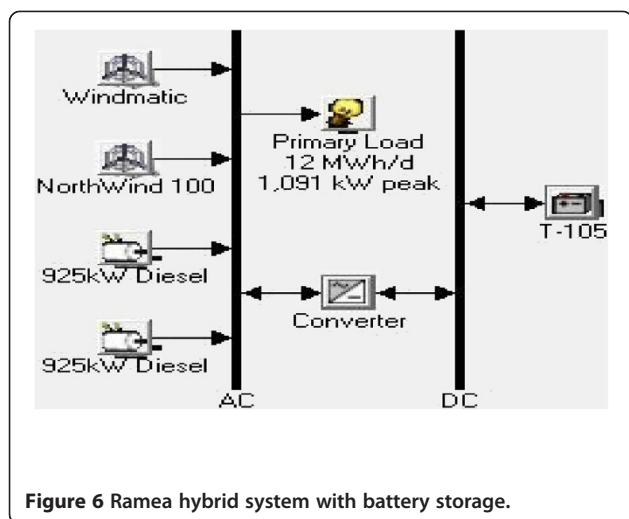 Windmatic
NorthWind 100
925kW Diesel
925kW Diesel
Primary Load
12 MWh/d
1,091 kW peak
Converter
T-105
AC
DC
Figure 6 Ramea hybrid system with battery storage.